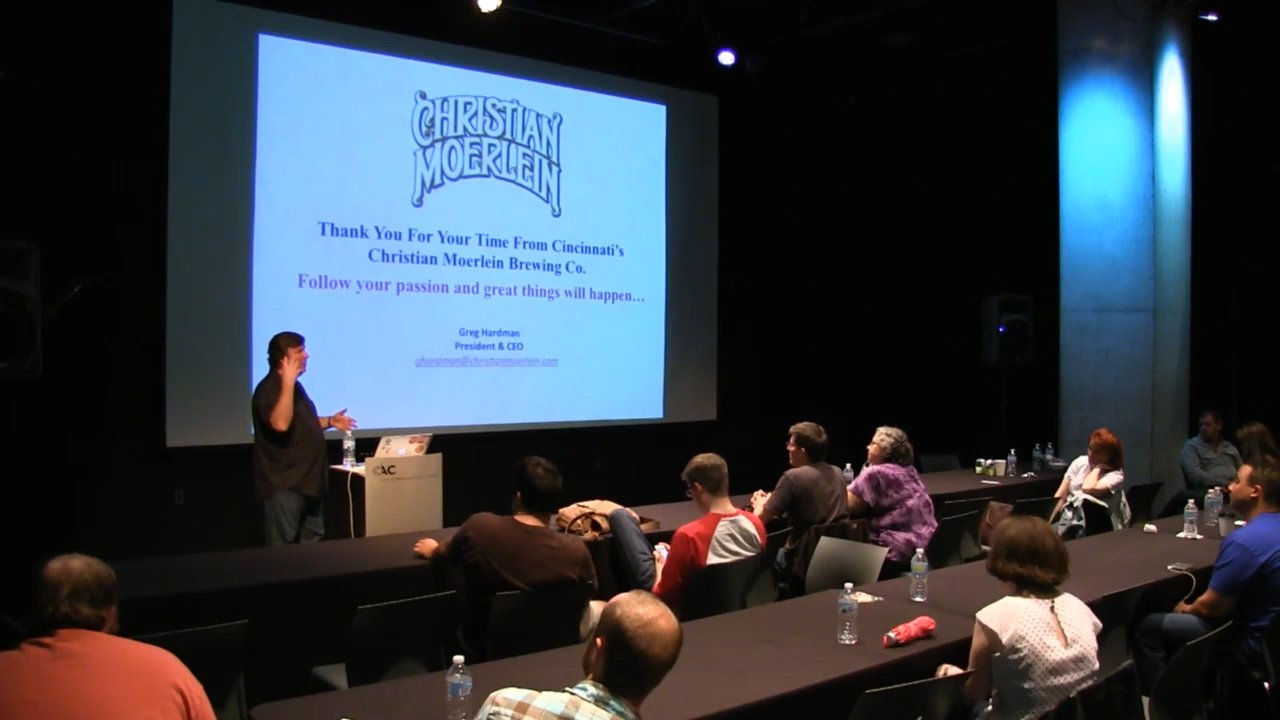 CHRISTIAN
MOERLEIN
Thank You For Your Time From Cincinnati's
Christian Moerlein Brewing Co.
Follow your passion and great things will happen…
Greg Hardman
President & CEO
ghardman@christianmoerlein.com
CAC